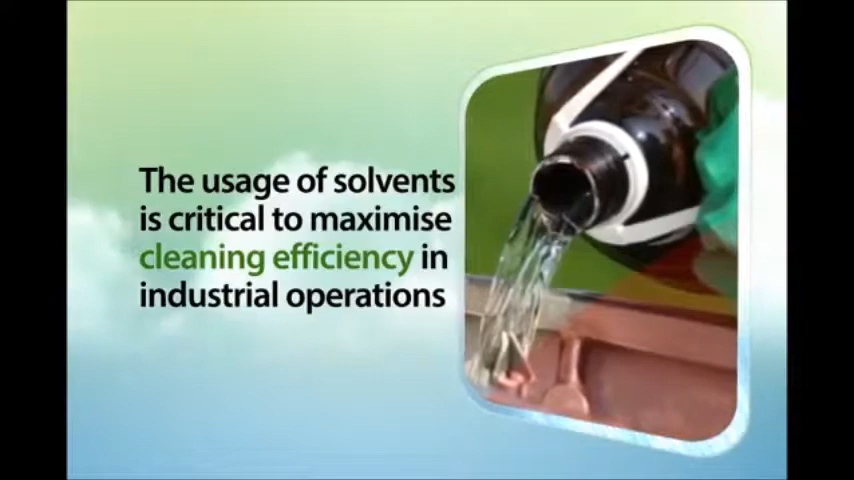 The usage of solvents
is critical to maximise
cleaning efficiency in
industrial operations